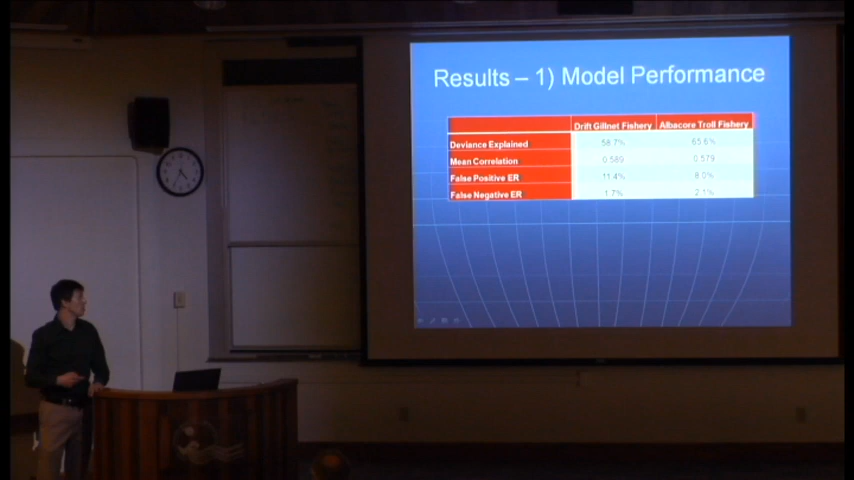 Results – 1) Model Performance
Drift Gillnet Fishery Albacore Troll Fishery
Deviance Explained 58.7% 65.6%
Mean Correlation 0.589 0.579
False Positive ER 11.4% 8.0%
False Negative ER 1.7% 2.1%